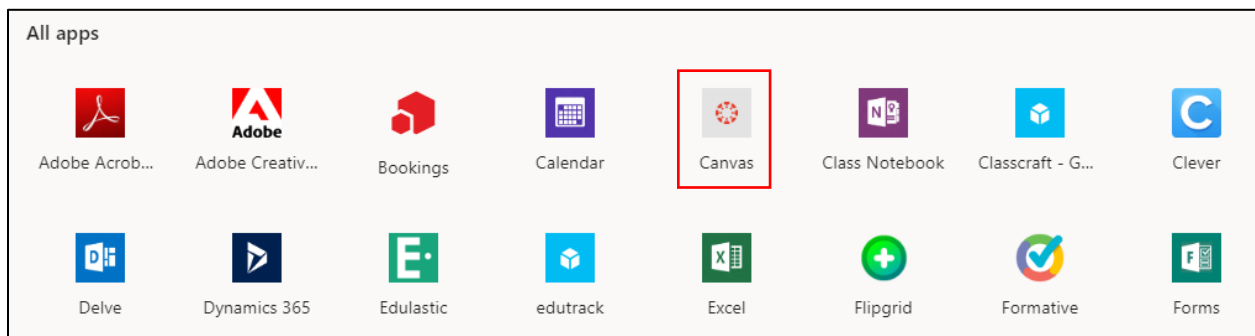 All apps
Adobe
Adobe Acrob... Adobe Creativ... Bookings Calendar Canvas Class Notebook Classcraft - G... Clever
Delve Dynamics 365 Edulastic edutrack Excel Flipgrid Formative Forms